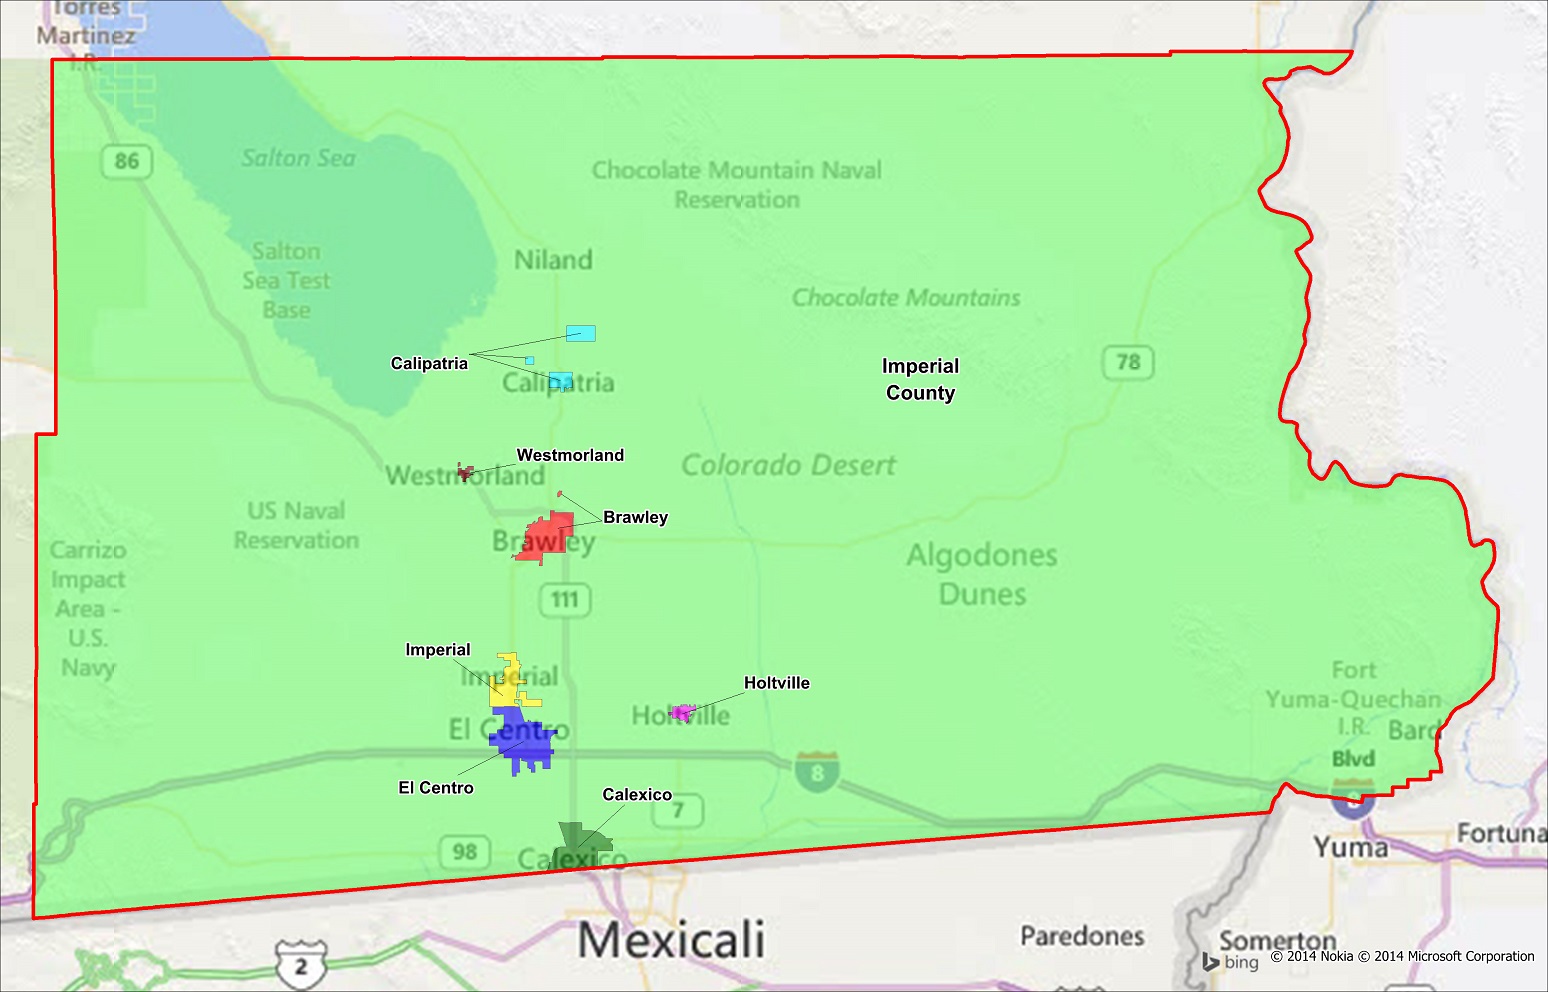 Torres
Martinez
I.R.
86
Salton Sea
Chocolate Mountain Naval
Reservation
Salton
Sea Test
Base
Niland
Chocolate Mountains
Calipatria
Calipatria
Imperial
County
78
Westmorland
Westmorland
Colorado Desert
US Naval
Reservation
Brawley
Brawley
Carrizo
Impact
Area -
U.S.
Navy
Algodones
Dunes
111
Imperial
Imperial
Holtville
Holtville
El Centro
El Centro
Fort
Yuma-Quechan
I.R.
Bard
Blvd
8
8
Calexico
7
98
Calexico
Yuma
Fortuna
Mexicali
2
Paredones
Somerton
bing
© 2014 Nokia © 2014 Microsoft Corporation